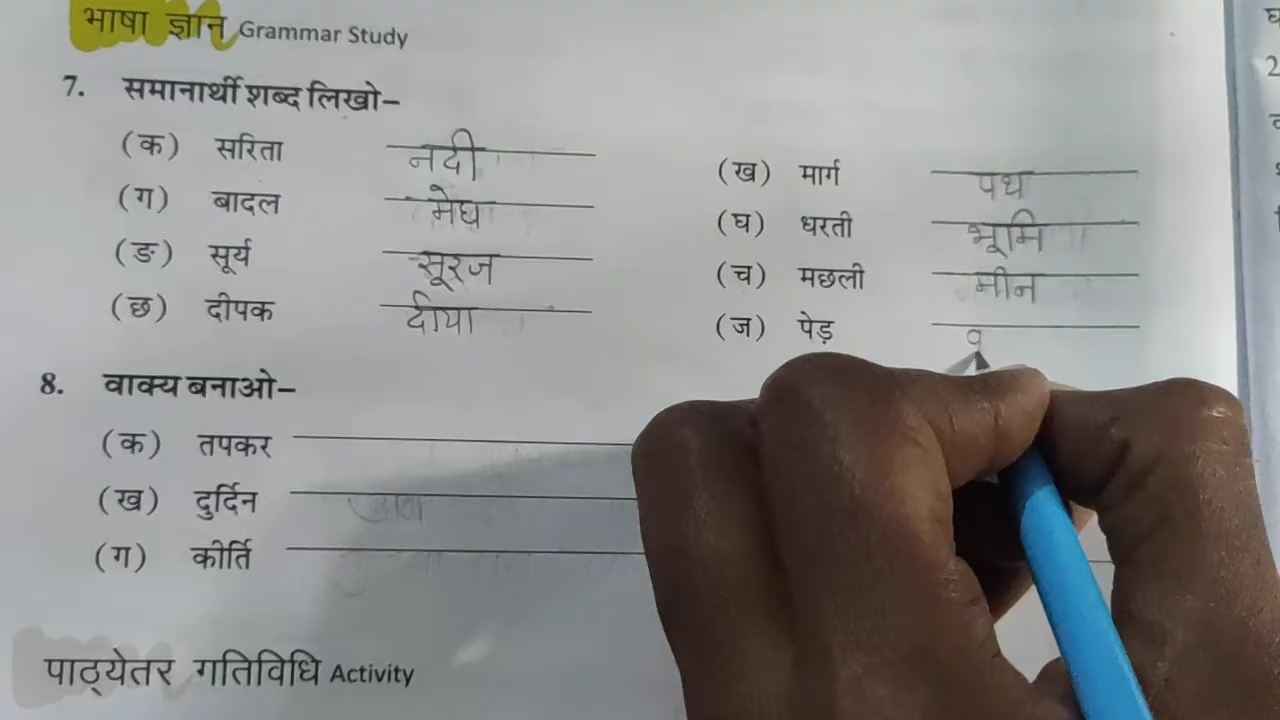 भाषा ज्ञान Grammar Study
7. समानार्थी शब्द लिखो–
(क) सरिता नदी
(ख) मार्ग पथ
(ग) बादल मेघ
(घ) धरती भूमि
(ङ) सूर्य सूरज
(च) मछली मीन
(छ) दीपक दीया
(ज) पेड़
8. वाक्य बनाओ–
(क) तपकर
(ख) दुर्दिन
(ग) कीर्ति
पाठ्येतर गतिविधि Activity
2